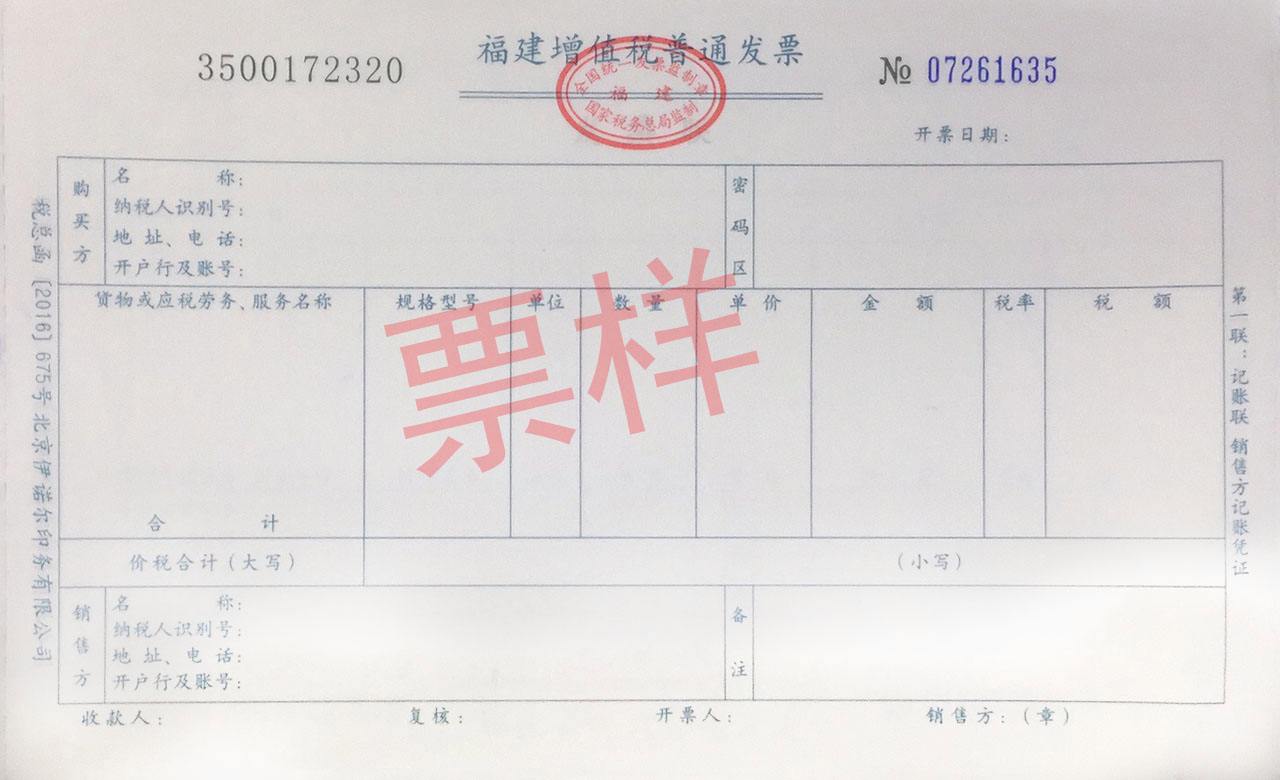 3500172320
福建增值税普通发票
№ 07261635
全国统一发票监制章
福建
国家税务总局监制
开票日期：
购买方
名 称：
纳税人识别号：
地 址、电 话：
开户行及账号：
密码区
货物或应税劳务、服务名称 规格型号 单位 数量 单价 金额 税率 税额
合 计
价税合计（大写） （小写）
销售方
名 称：
纳税人识别号：
地 址、电 话：
开户行及账号：
备注
收款人： 复核： 开票人： 销售方：（章）
税总函〔2016〕675号北京伊诺尔印务有限公司
第一联：记账联 销售方记账凭证
票样